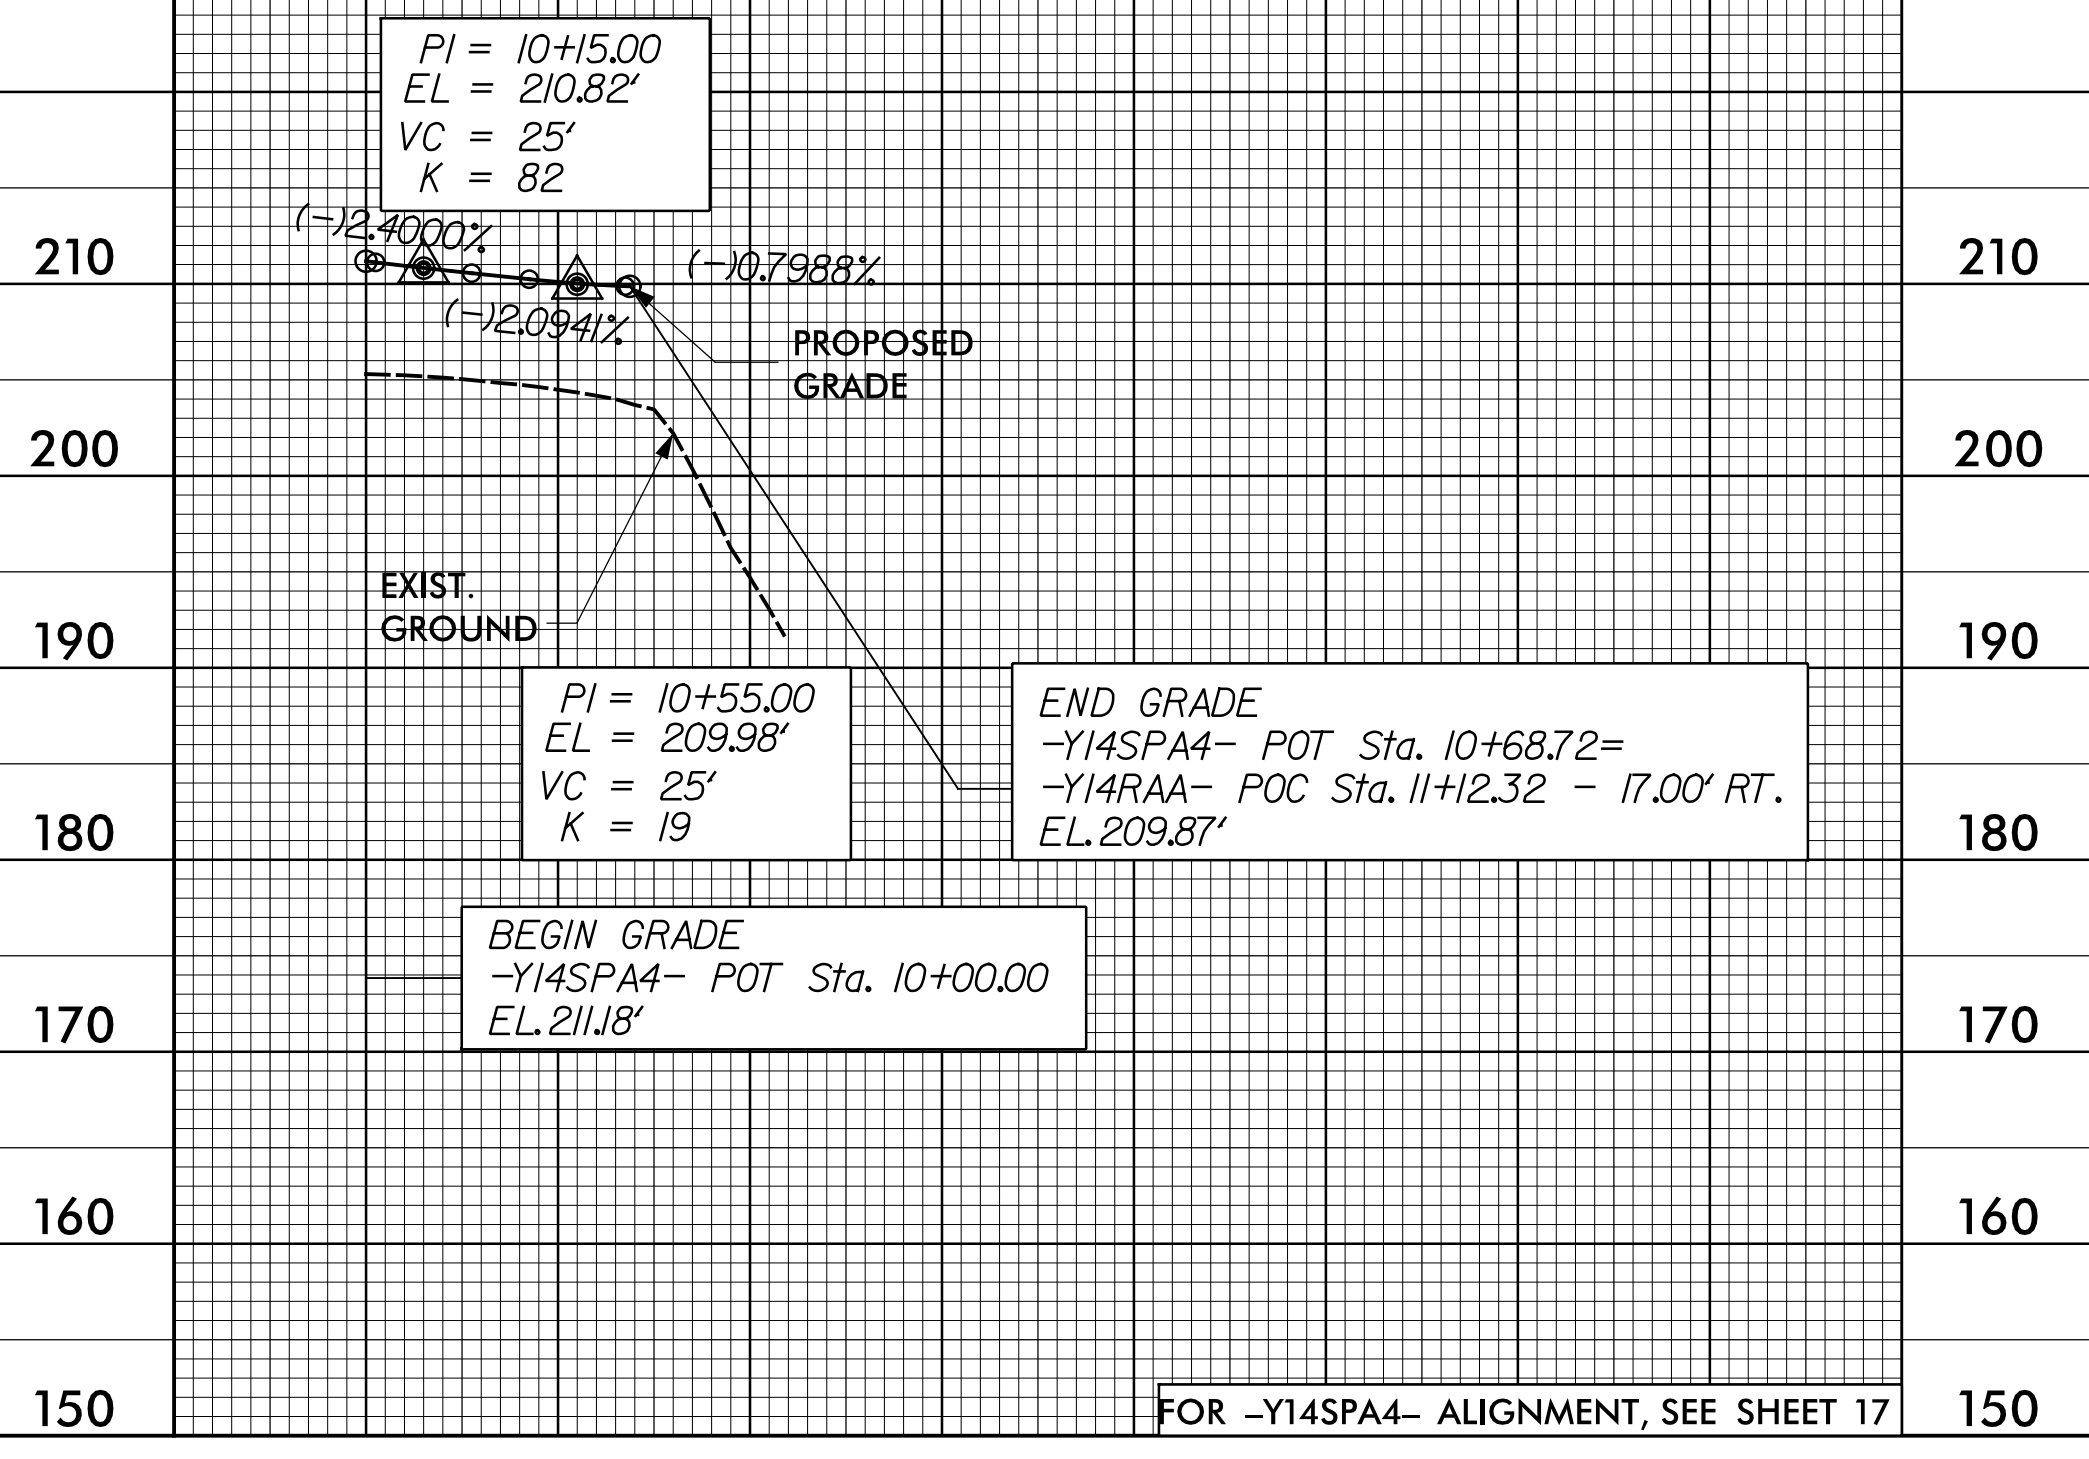 PI = 10+15.00
EL = 210.82'
VC = 25'
K = 82
(-)2.4000%
210
(-)0.7988%
210
(-)2.0941%
PROPOSED
GRADE
200
200
EXIST.
GROUND
190
190
PI = 10+55.00
EL = 209.98'
VC = 25'
K = 19
END GRADE
-Y14SPA4- POT Sta. 10+68.72=
-Y14RAA- POC Sta. 11+12.32 - 17.00' RT.
EL. 209.87'
180
180
BEGIN GRADE
-Y14SPA4- POT Sta. 10+00.00
EL. 211.18'
170
170
160
160
150
FOR -Y14SPA4- ALIGNMENT, SEE SHEET 17
150